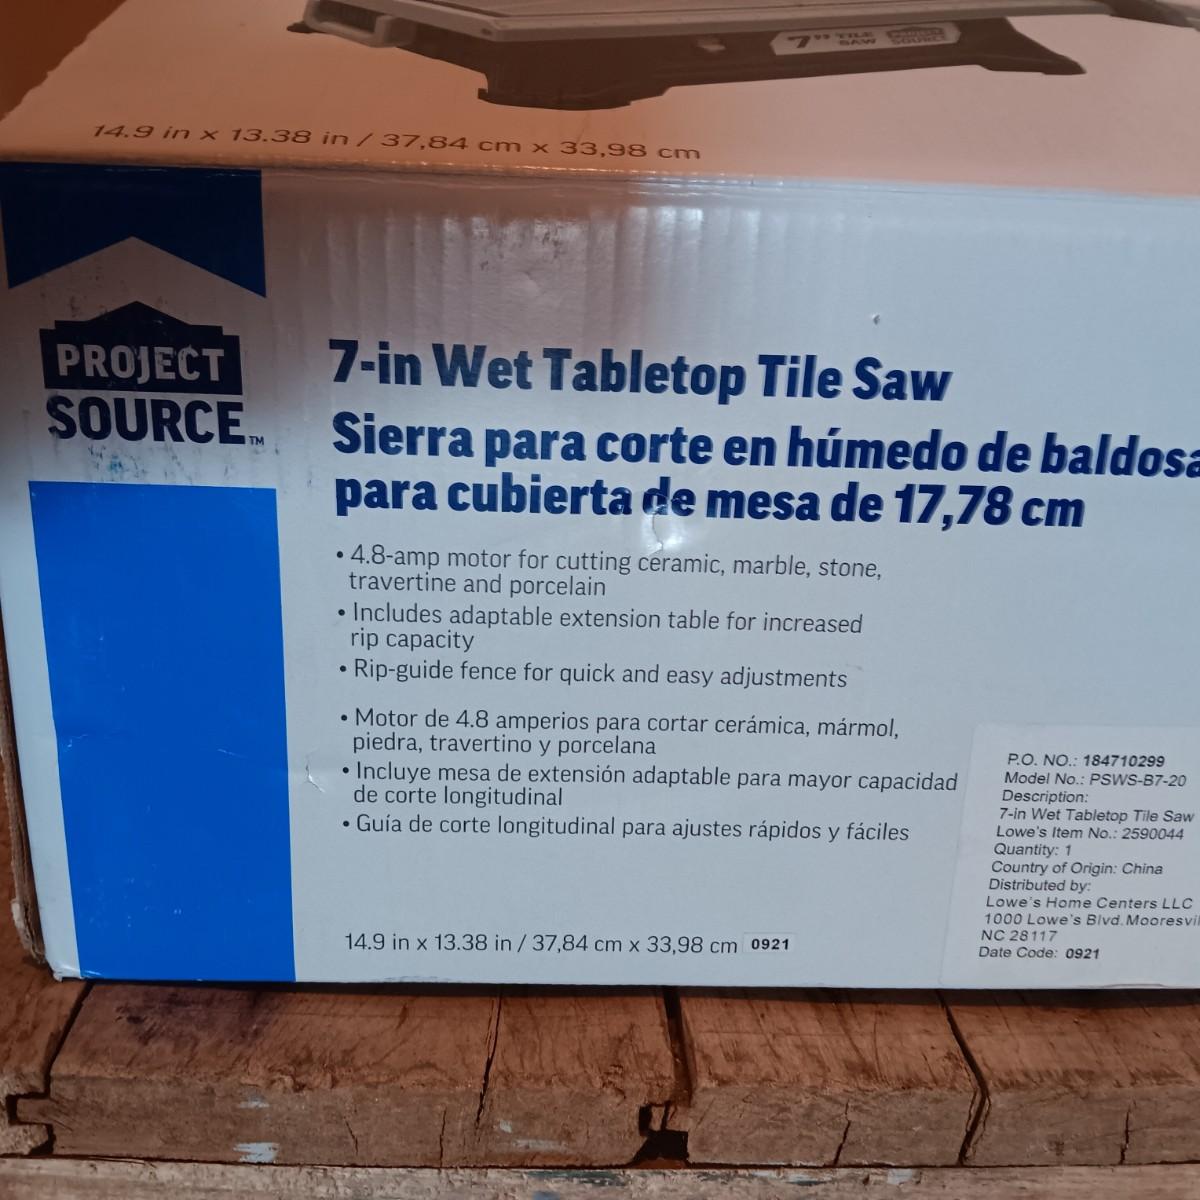 7" TILE SAW PROJECT SOURCE
14.9 in x 13.38 in / 37,84 cm x 33,98 cm
PROJECT
SOURCE™
7-in Wet Tabletop Tile Saw
Sierra para corte en húmedo de baldosa
para cubierta de mesa de 17,78 cm
• 4.8-amp motor for cutting ceramic, marble, stone,
travertine and porcelain
• Includes adaptable extension table for increased
rip capacity
• Rip-guide fence for quick and easy adjustments
• Motor de 4.8 amperios para cortar cerámica, mármol,
piedra, travertino y porcelana
• Incluye mesa de extensión adaptable para mayor capacidad
de corte longitudinal
• Guía de corte longitudinal para ajustes rápidos y fáciles
14.9 in x 13.38 in / 37,84 cm x 33,98 cm 0921
P.O. NO.: 184710299
Model No.: PSWS-B7-20
Description:
7-in Wet Tabletop Tile Saw
Lowe's Item No.: 2590044
Quantity: 1
Country of Origin: China
Distributed by:
Lowe's Home Centers LLC
1000 Lowe's Blvd.Mooresvil
NC 28117
Date Code: 0921